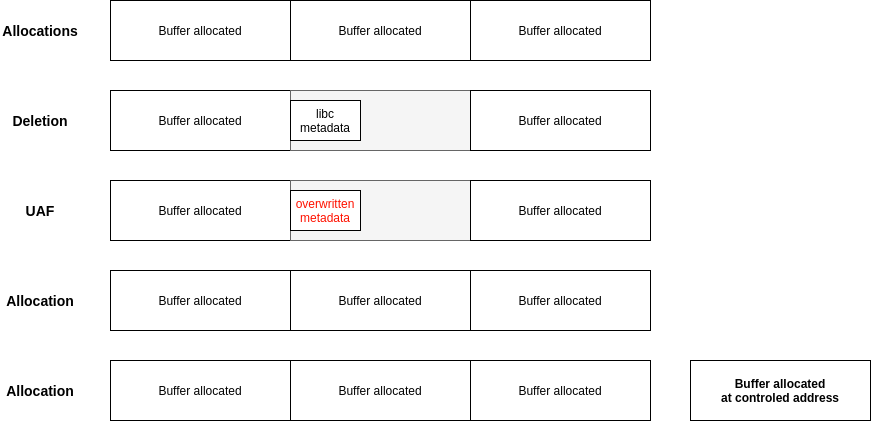 Allocations
Buffer allocated
Buffer allocated
Buffer allocated
Deletion
Buffer allocated
libc
metadata
Buffer allocated
UAF
Buffer allocated
overwritten
metadata
Buffer allocated
Allocation
Buffer allocated
Buffer allocated
Buffer allocated
Allocation
Buffer allocated
Buffer allocated
Buffer allocated
Buffer allocated
at controled address